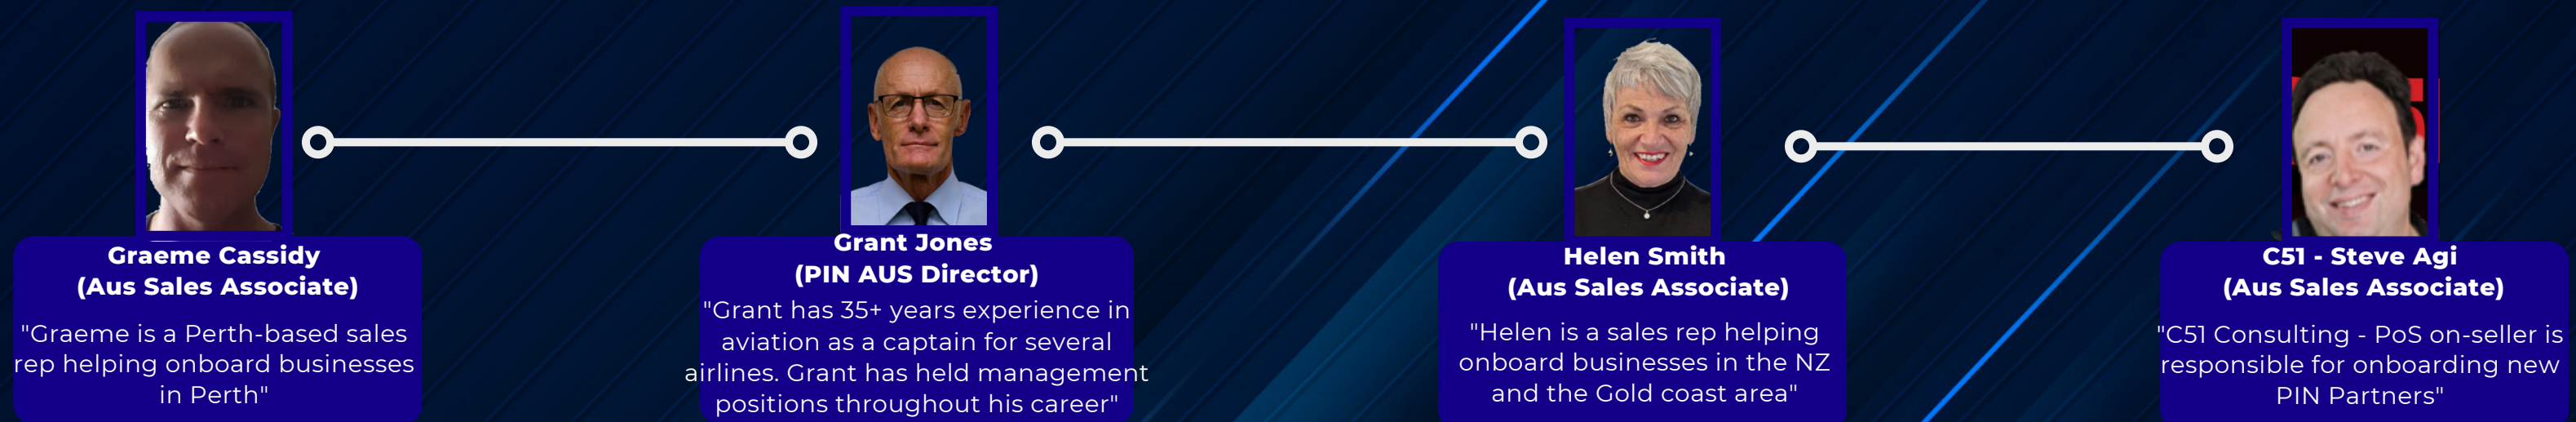 Graeme Cassidy
(Aus Sales Associate)
"Graeme is a Perth-based sales
rep helping onboard businesses
in Perth"
Grant Jones
(PIN AUS Director)
"Grant has 35+ years experience in
aviation as a captain for several
airlines. Grant has held management
positions throughout his career"
Helen Smith
(Aus Sales Associate)
"Helen is a sales rep helping
onboard businesses in the NZ
and the Gold coast area"
C51 - Steve Agi
(Aus Sales Associate)
"C51 Consulting - PoS on-seller is
responsible for onboarding new
PIN Partners"